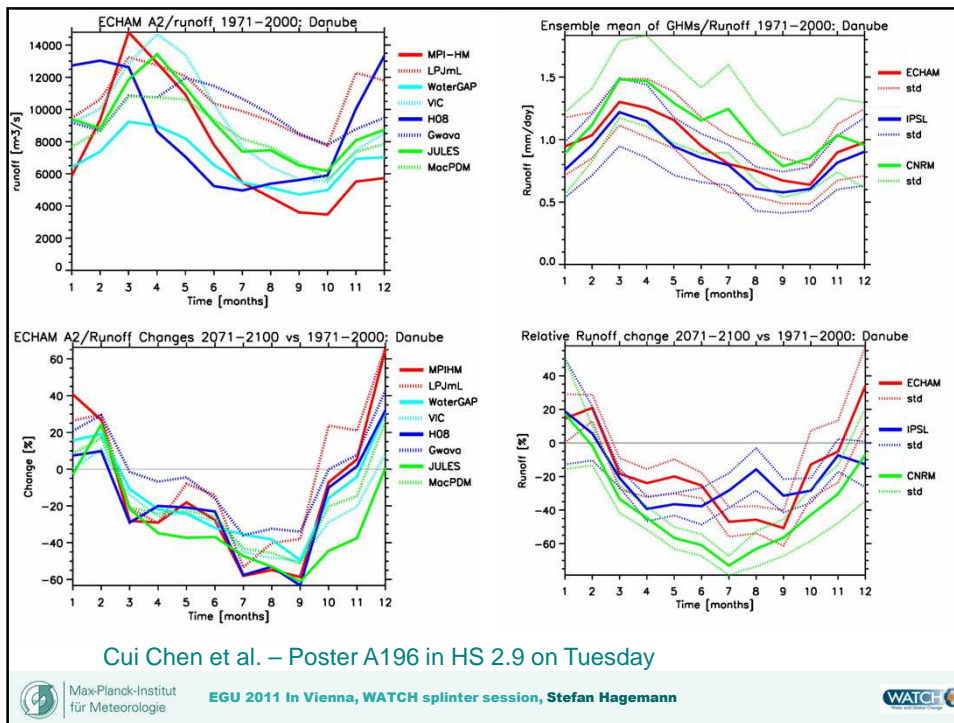 ECHAM A2/runoff 1971−2000; Danube
runoff [m3/s]
14000
12000
10000
8000
6000
4000
2000
0
1 2 3 4 5 6 7 8 9 10 11 12
Time [months]
MPI−HM
LPJmL
WaterGAP
VIC
H08
Gwava
JULES
MacPDM
Ensemble mean of GHMs/Runoff 1971−2000: Danube
Runoff [mm/day]
1.5
1.0
0.5
0.0
1 2 3 4 5 6 7 8 9 10 11 12
Time [months]
ECHAM
std
IPSL
std
CNRM
std
ECHAM A2/Runoff Changes 2071−2100 vs 1971−2000: Danube
Change [%]
60
40
20
0
−20
−40
−60
1 2 3 4 5 6 7 8 9 10 11 12
Time [months]
MPIHM
LPJmL
WaterGAP
VIC
H08
Gwava
JULES
MacPDM
Relative Runoff change 2071−2100 vs 1971−2000: Danube
Runoff [%]
40
20
0
−20
−40
−60
1 2 3 4 5 6 7 8 9 10 11 12
Time [months]
ECHAM
std
IPSL
std
CNRM
std
Cui Chen et al. – Poster A196 in HS 2.9 on Tuesday
Max-Planck-Institut
für Meteorologie
EGU 2011 In Vienna, WATCH splinter session, Stefan Hagemann
WATCH
Water and Global Change